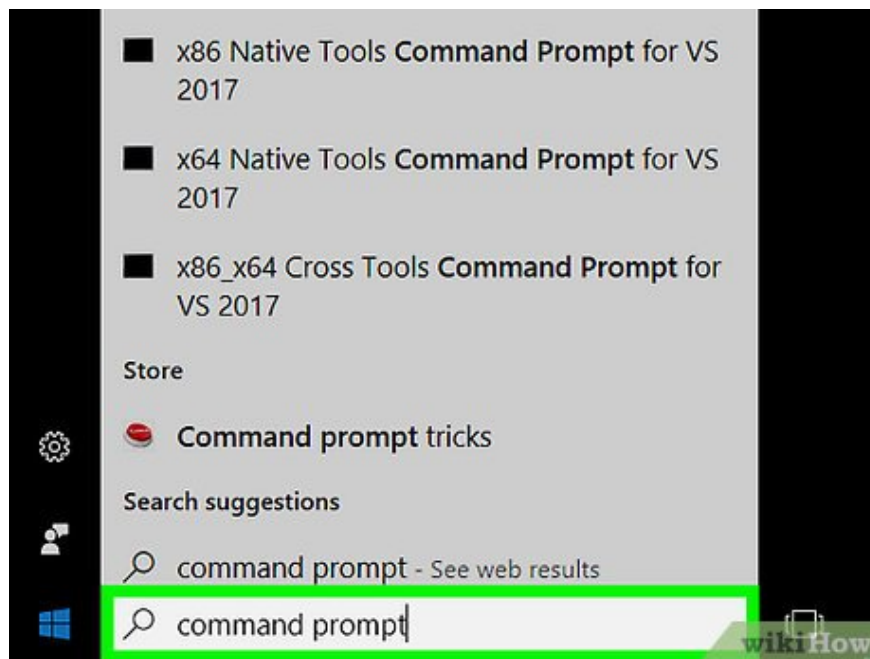 x86 Native Tools Command Prompt for VS
2017
x64 Native Tools Command Prompt for VS
2017
x86_x64 Cross Tools Command Prompt for
VS 2017
Store
Command prompt tricks
Search suggestions
command prompt - See web results
command prompt
wikiHow